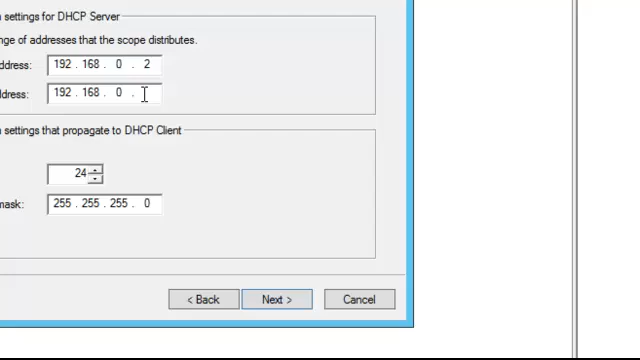 settings for DHCP Server
nge of addresses that the scope distributes.
ddress: 192 . 168 . 0 . 2
ddress: 192 . 168 . 0 .
settings that propagate to DHCP Client
24
mask: 255 . 255 . 255 . 0
< Back Next > Cancel